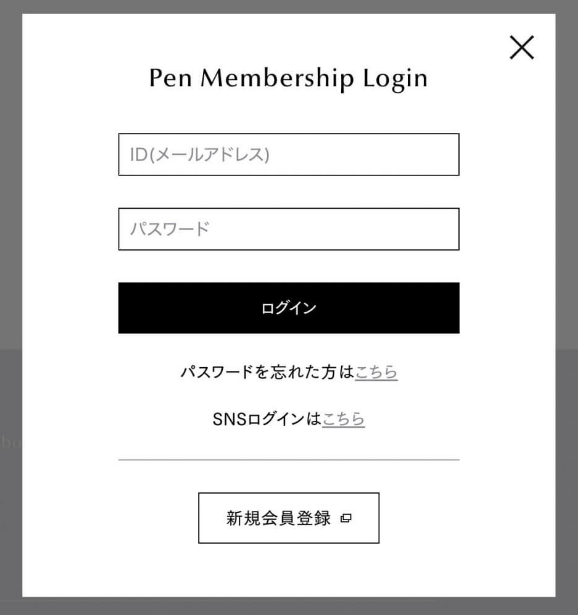 Pen Membership Login
ID(メールアドレス)
パスワード
ログイン
パスワードを忘れた方はこちら
SNSログインはこちら
新規会員登録